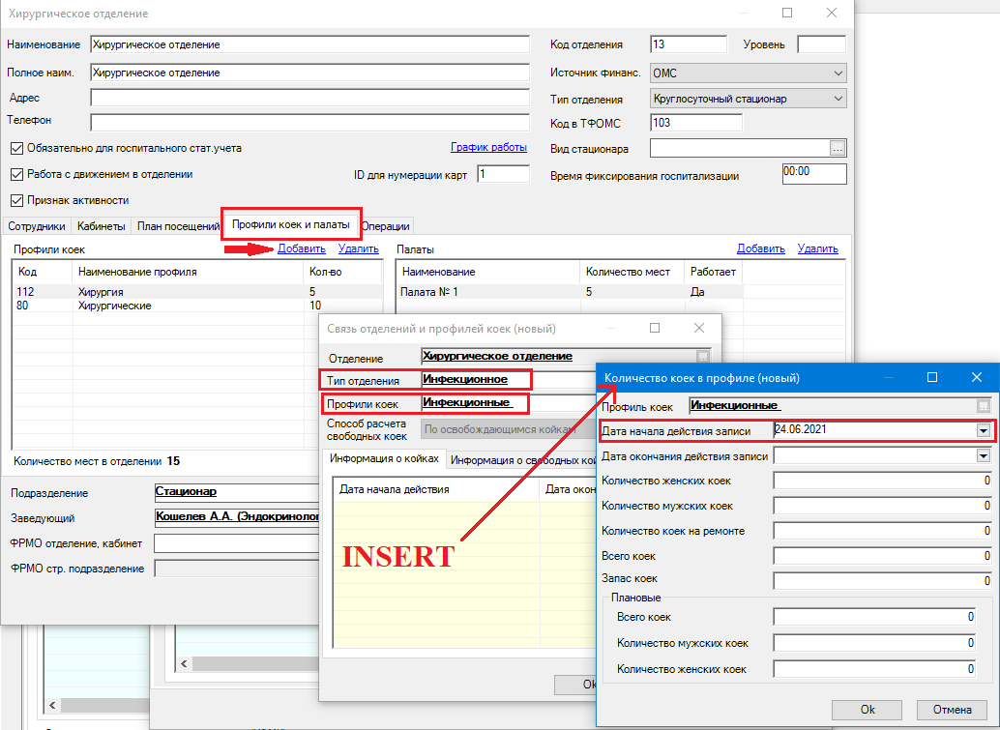 Хирургическое отделение
Наименование Хирургическое отделение Код отделения 13 Уровень
Полное наим. Хирургическое отделение Источник финанс. ОМС
Адрес Тип отделения Круглосуточный стационар
Телефон Код в ТФОМС 103
Обязательно для госпитального стат.учета График работы Вид стационара ...
Работа с движением в отделении ID для нумерации карт 1 Время фиксирования госпитализации 00:00
Признак активности
Сотрудники Кабинеты План посещений Профили коек и палаты Операции
Профили коек Добавить Удалить Палаты Добавить Удалить
Код Наименование профиля Кол-во Наименование Количество мест Работает
112 Хирургия 5 Палата № 1 5 Да
80 Хирургические 10
Количество мест в отделении 15
Подразделение Стационар
Заведующий Кошелев А.А. (Эндокринолог
ФРМО отделение, кабинет
ФРМО стр. подразделение
Связь отделений и профилей коек (новый)
Отделение Хирургическое отделение
Тип отделения Инфекционное
Профили коек Инфекционные
Способ расчета
свободных коек По освобождающимся койкам
Информация о койках Информация о свободных кой
Дата начала действия Дата окон
INSERT
Ok
Количество коек в профиле (новый)
Профиль коек Инфекционные
Дата начала действия записи 24.06.2021
Дата окончания действия записи
Количество женских коек 0
Количество мужских коек 0
Количество коек на ремонте 0
Всего коек 0
Запас коек 0
Плановые
Всего коек 0
Количество мужских коек 0
Количество женских коек 0
Ok Отмена